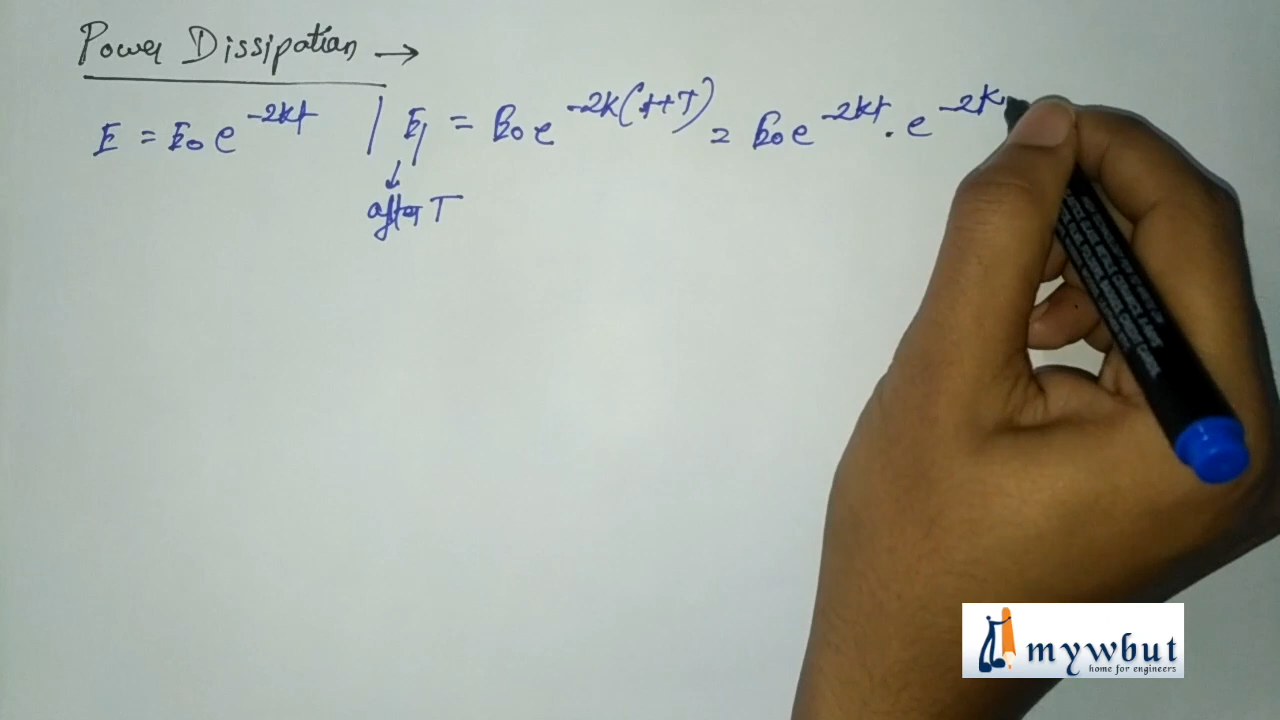 Power Dissipation →
E = E₀ e^{-2kt} | E₁ = E₀ e^{-2k(t+T)} = E₀ e^{-2kt} . e^{-2k
↓
after T
mywbut
home for engineers